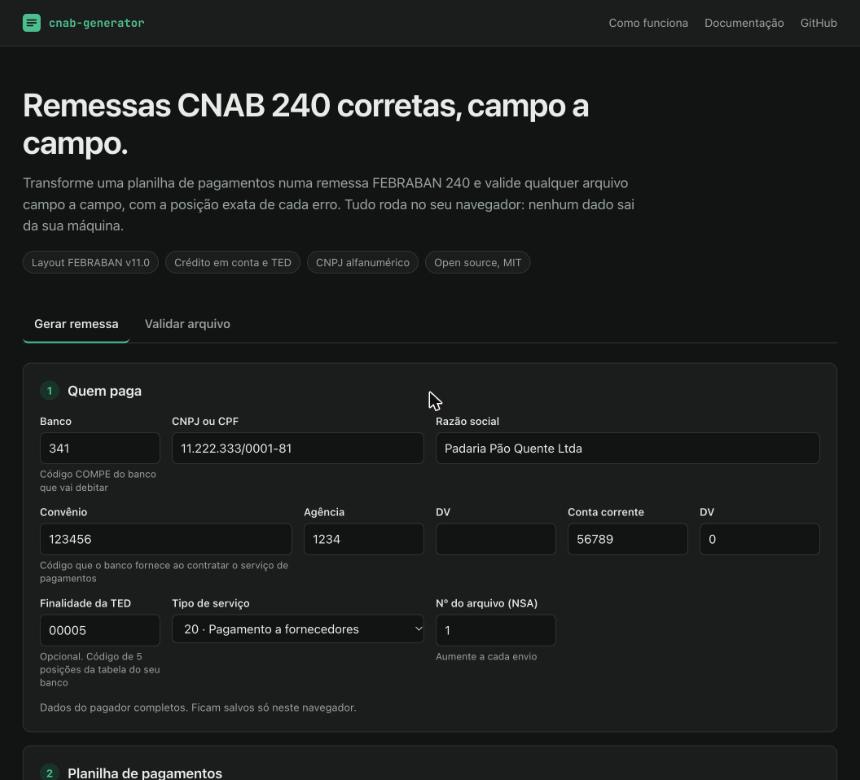 cnab-generator
Como funciona
Documentação
GitHub
Remessas CNAB 240 corretas, campo a
campo.
Transforme uma planilha de pagamentos numa remessa FEBRABAN 240 e valide qualquer arquivo
campo a campo, com a posição exata de cada erro. Tudo roda no seu navegador: nenhum dado sai
da sua máquina.
Layout FEBRABAN v11.0
Crédito em conta e TED
CNPJ alfanumérico
Open source, MIT
Gerar remessa
Validar arquivo
1 Quem paga
Banco
CNPJ ou CPF
Razão social
341
11.222.333/0001-81
Padaria Pão Quente Ltda
Código COMPE do banco
que vai debitar
Convênio
Agência
DV
Conta corrente
DV
123456
1234
56789
0
Código que o banco fornece ao contratar o serviço de
pagamentos
Finalidade da TED
Tipo de serviço
Nº do arquivo (NSA)
00005
20 · Pagamento a fornecedores
1
Opcional. Código de 5
posições da tabela do seu
banco
Aumente a cada envio
Dados do pagador completos. Ficam salvos só neste navegador.
2 Planilha de pagamentos